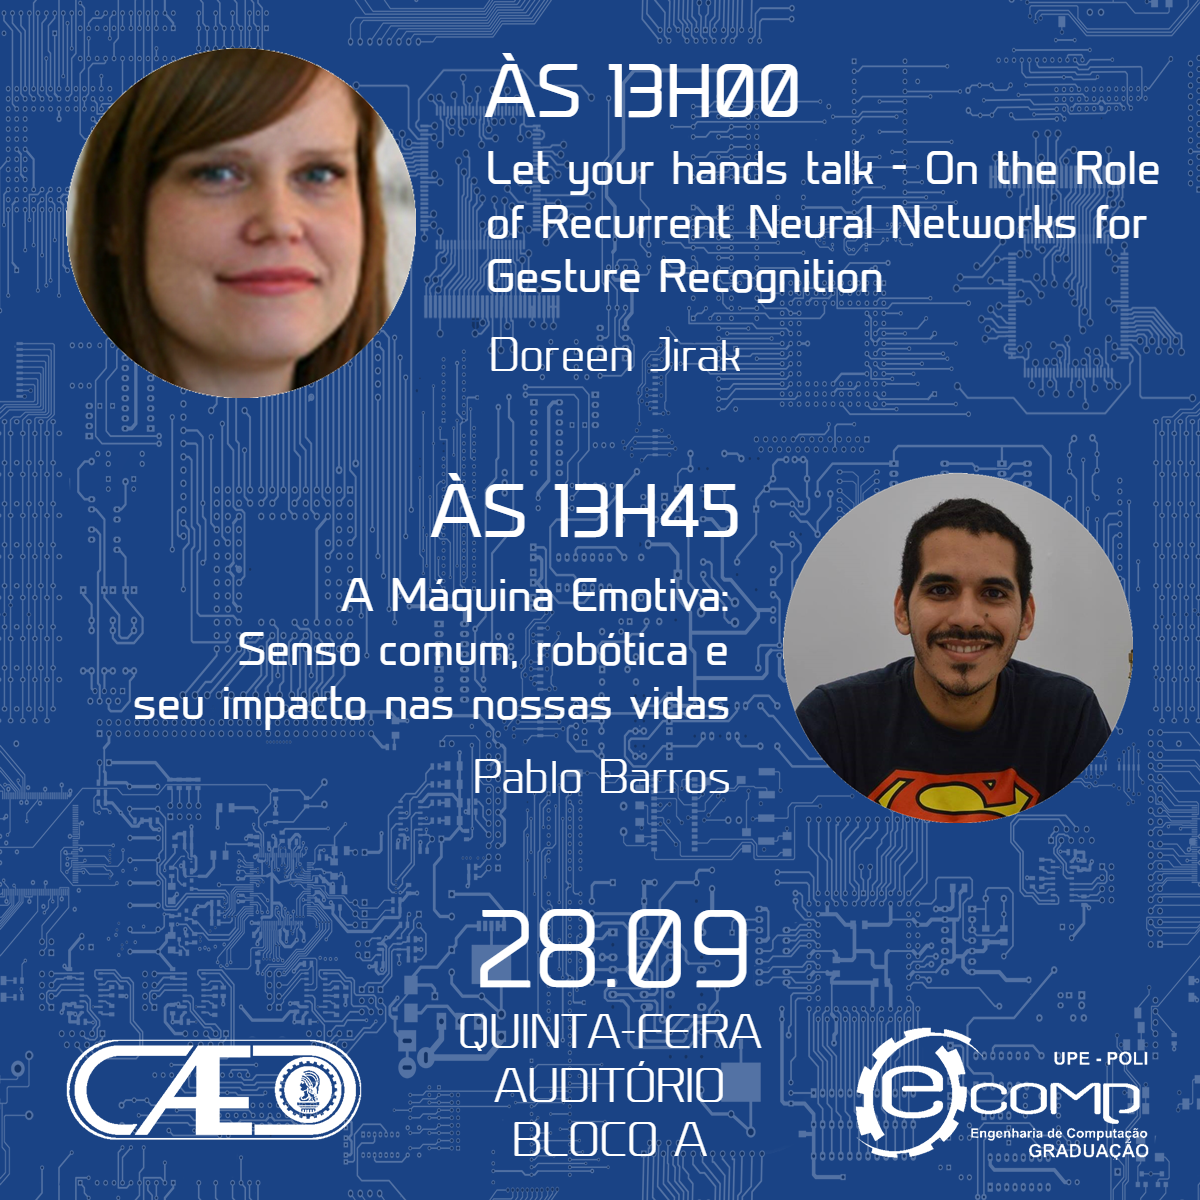 ÀS 13H00
Let your hands talk - On the Role
of Recurrent Neural Networks for
Gesture Recognition
Doreen Jirak
ÀS 13H45
A Máquina Emotiva:
Senso comum, robótica e
seu impacto nas nossas vidas
Pablo Barros
28.09
QUINTA-FEIRA
AUDITÓRIO
BLOCO A
CAED
UPE - POLI
ecomp
Engenharia de Computação
GRADUAÇÃO